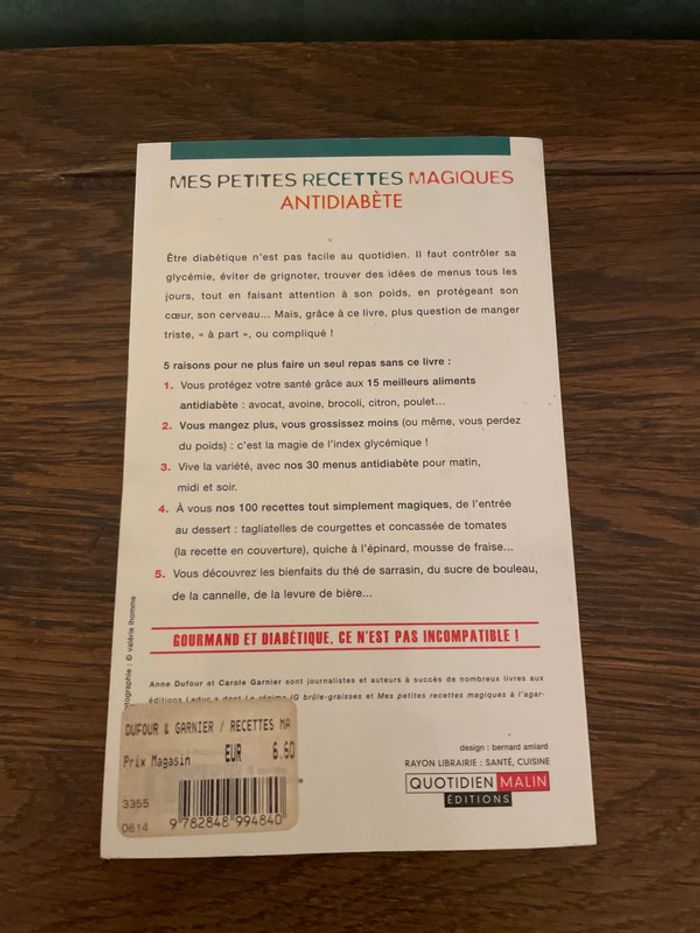 MES PETITES RECETTES MAGIQUES
ANTIDIABÈTE
Être diabétique n'est pas facile au quotidien. Il faut contrôler sa
glycémie, éviter de grignoter, trouver des idées de menus tous les
jours, tout en faisant attention à son poids, en protégeant son
cœur, son cerveau... Mais, grâce à ce livre, plus question de manger
triste, « à part », ou compliqué !
5 raisons pour ne plus faire un seul repas sans ce livre :
1. Vous protégez votre santé grâce aux 15 meilleurs aliments
antidiabète : avocat, avoine, brocoli, citron, poulet...
2. Vous mangez plus, vous grossissez moins (ou même, vous perdez
du poids) : c'est la magie de l'index glycémique !
3. Vive la variété, avec nos 30 menus antidiabète pour matin,
midi et soir.
4. À vous nos 100 recettes tout simplement magiques, de l'entrée
au dessert : tagliatelles de courgettes et concassée de tomates
(la recette en couverture), quiche à l'épinard, mousse de fraise...
5. Vous découvrez les bienfaits du thé de sarrasin, du sucre de bouleau,
de la cannelle, de la levure de bière...
GOURMAND ET DIABÉTIQUE, CE N'EST PAS INCOMPATIBLE !
Anne Dufour et Carole Garnier sont journalistes et auteurs à succès de nombreux livres aux
éditions Leduc.s dont Le régime IG brûle-graisses et Mes petites recettes magiques à l'agar-
tographie : © valérie lhomme
DUFOUR & GARNIER / RECETTES MA
Prix Magasin EUR 6.60
3355
0614
9 782848 994840
design : bernard amiard
RAYON LIBRAIRIE : SANTÉ, CUISINE
QUOTIDIEN MALIN
ÉDITIONS